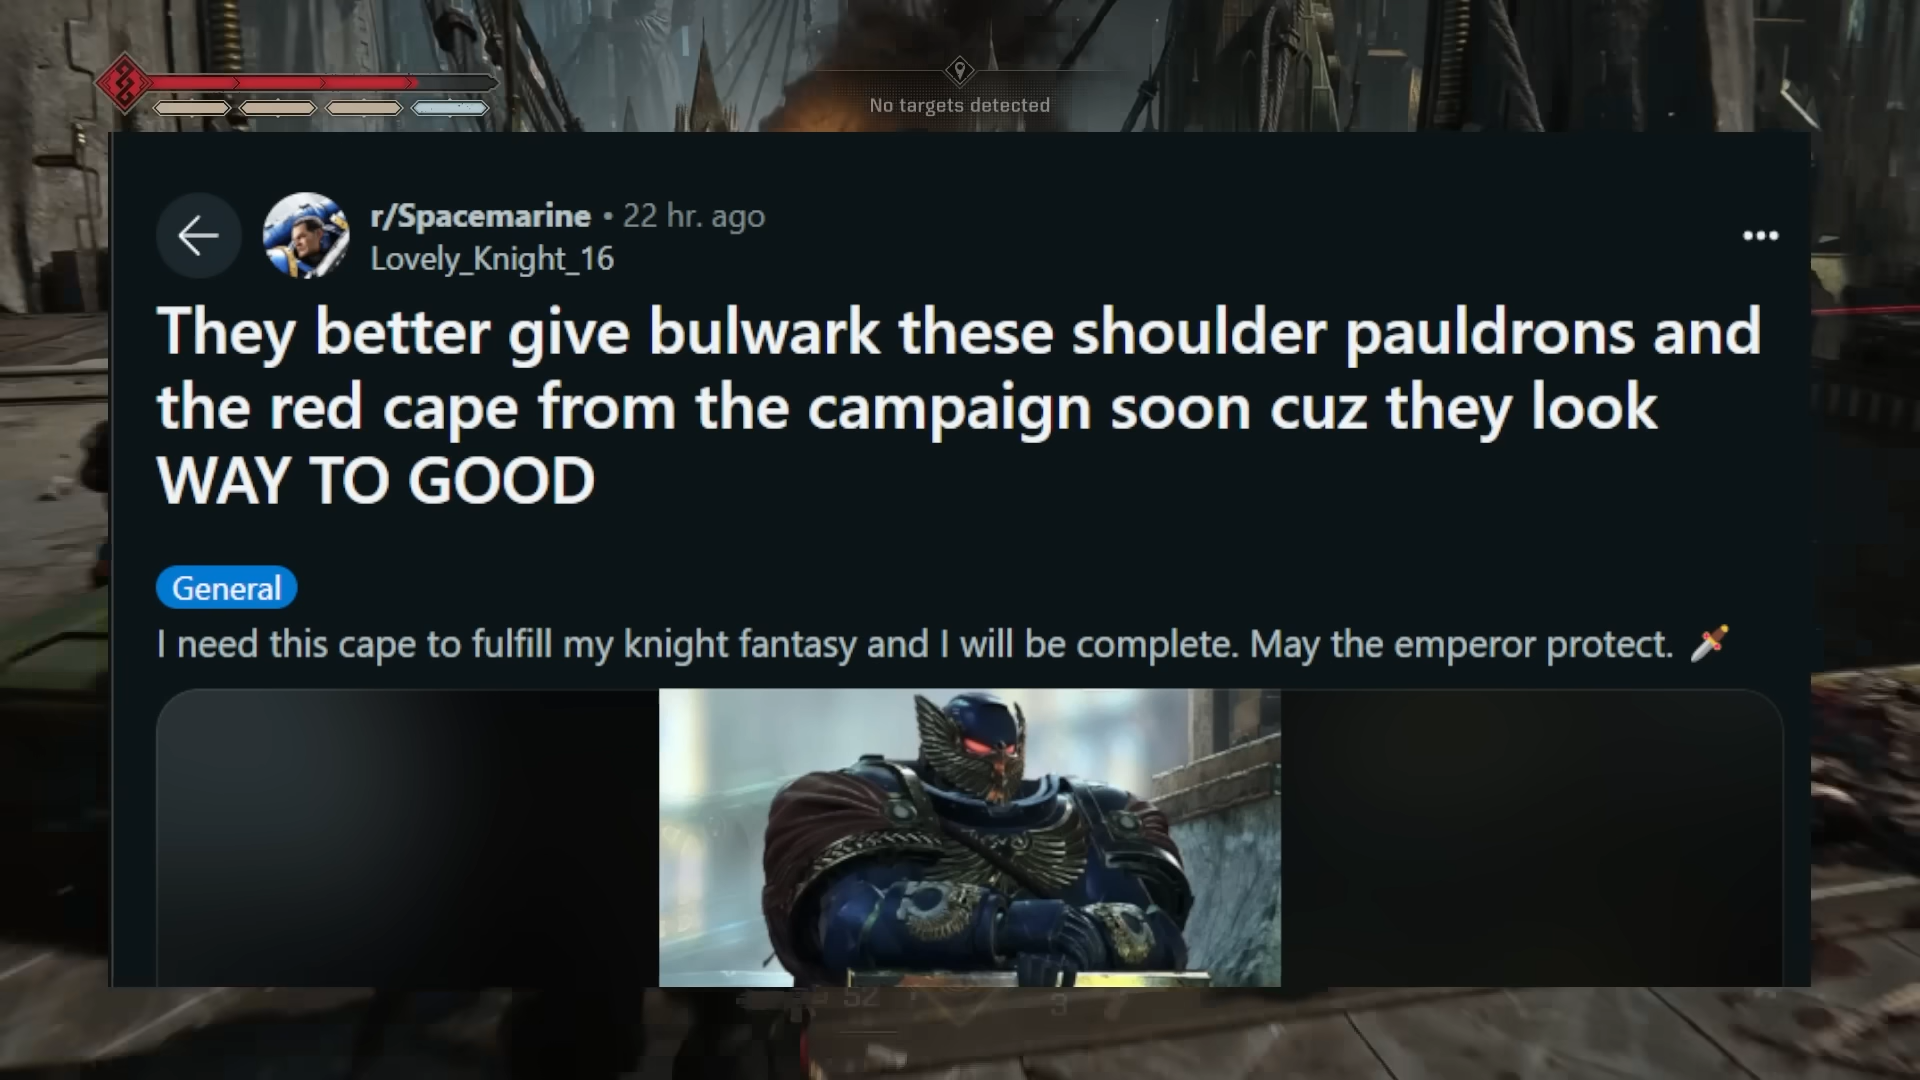 No targets detected
r/Spacemarine • 22 hr. ago
Lovely_Knight_16
They better give bulwark these shoulder pauldrons and
the red cape from the campaign soon cuz they look
WAY TO GOOD
General
I need this cape to fulfill my knight fantasy and I will be complete. May the emperor protect. 🗡️
52
3